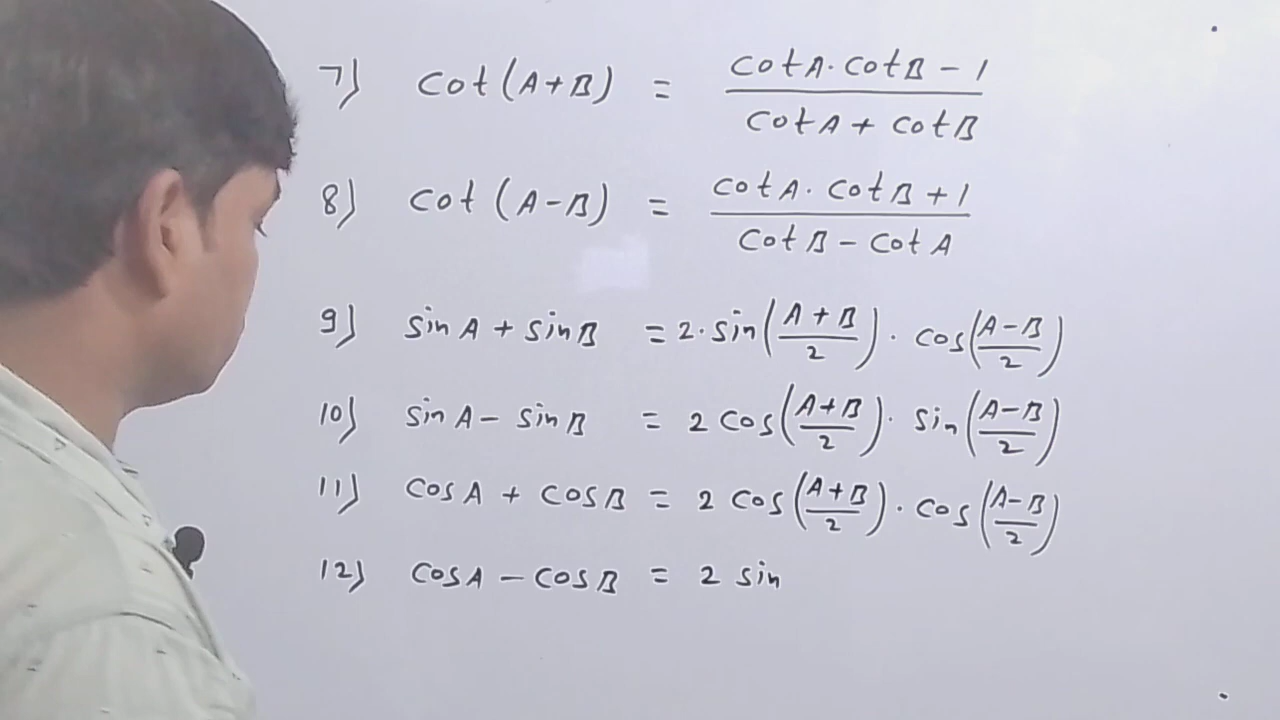 7) cot(A+B) = (cotA·cotB - 1)/(cotA + cotB)
8) cot(A-B) = (cotA·cotB + 1)/(cotB - cotA)
9) sinA + sinB = 2·sin((A+B)/2)·cos((A-B)/2)
10) sinA - sinB = 2cos((A+B)/2)·sin((A-B)/2)
11) cosA + cosB = 2cos((A+B)/2)·cos((A-B)/2)
12) cosA - cosB = 2 sin